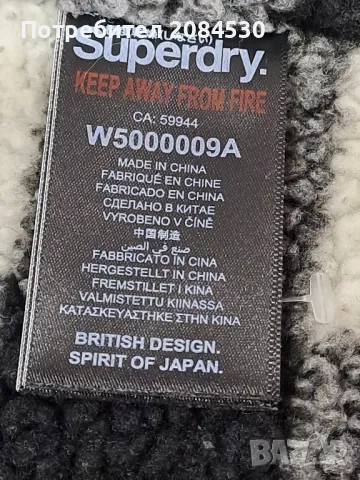 Потребител 2084530
Superdry.
KEEP AWAY FROM FIRE
CA: 59944
W5000009A
MADE IN CHINA
FABRIQUÉ EN CHINE
FABRICADO EN CHINA
СДЕЛАНО В КИТАЕ
VYROBENO V ČÍNĚ
中国制造
صنع في الصين
FABBRICATO IN CINA
HERGESTELLT IN CHINA
FREMSTILLET I KINA
VALMISTETTU KIINASSA
ΚΑΤΑΣΚΕΥΑΣΤΗΚΕ ΣΤΗΝ ΚΙΝΑ
BRITISH DESIGN.
SPIRIT OF JAPAN.
BAZAR